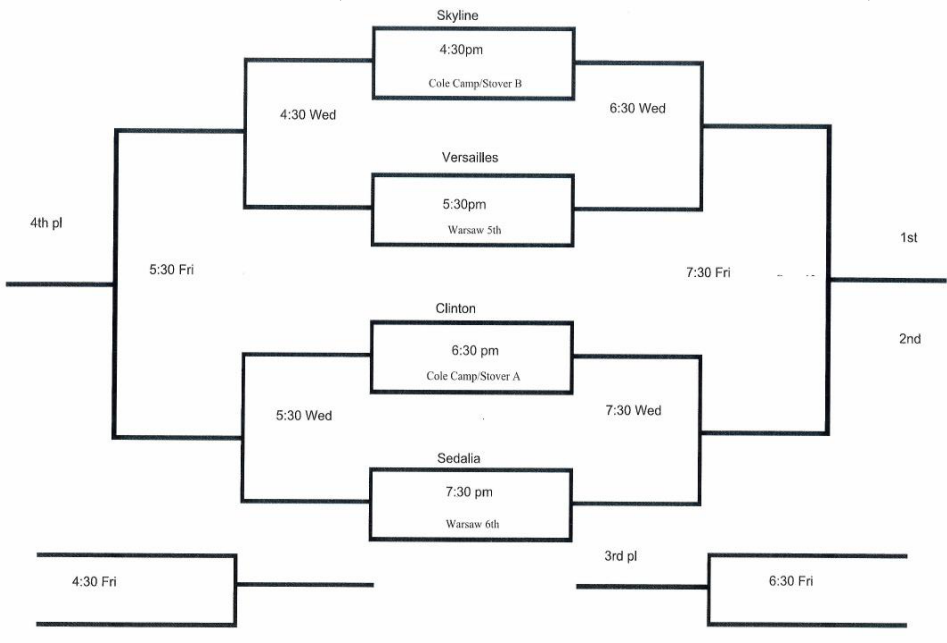 Skyline
4:30pm
Cole Camp/Stover B
4:30 Wed
6:30 Wed
Versailles
5:30pm
Warsaw 5th
4th pl
1st
5:30 Fri
7:30 Fri
Clinton
2nd
6:30 pm
Cole Camp/Stover A
5:30 Wed
7:30 Wed
Sedalia
7:30 pm
Warsaw 6th
3rd pl
4:30 Fri
6:30 Fri